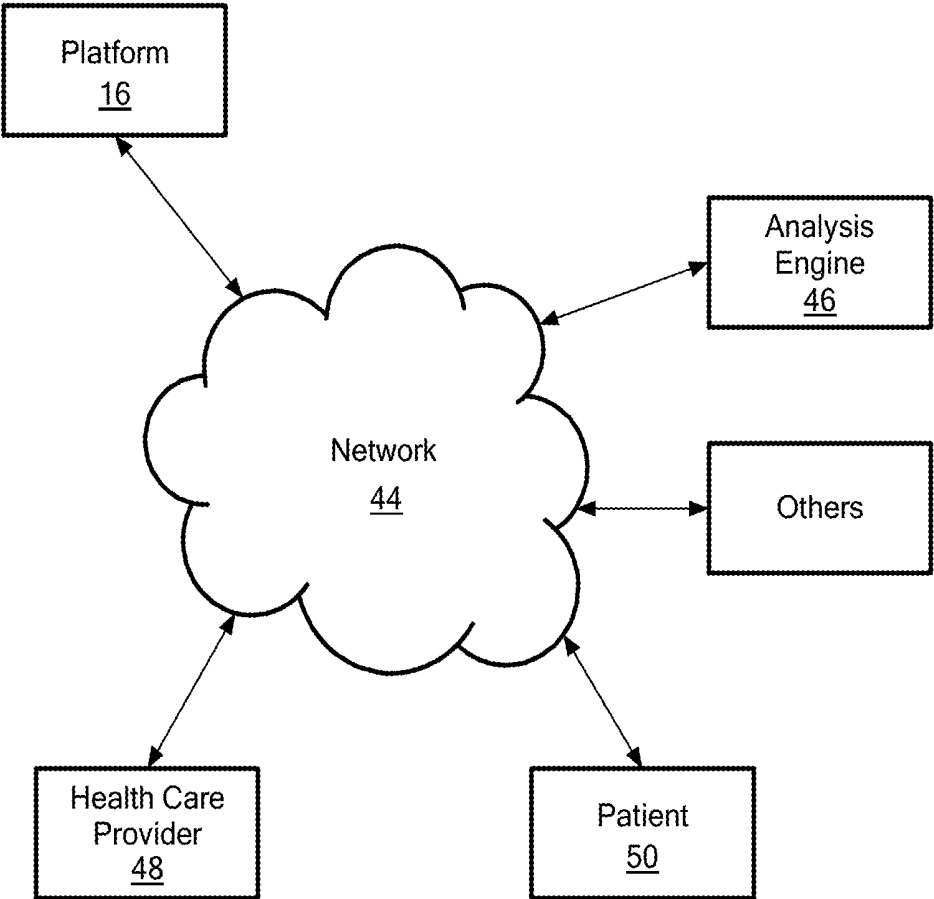 Platform
16
Analysis
Engine
46
Network
44
Others
Health Care
Provider
48
Patient
50